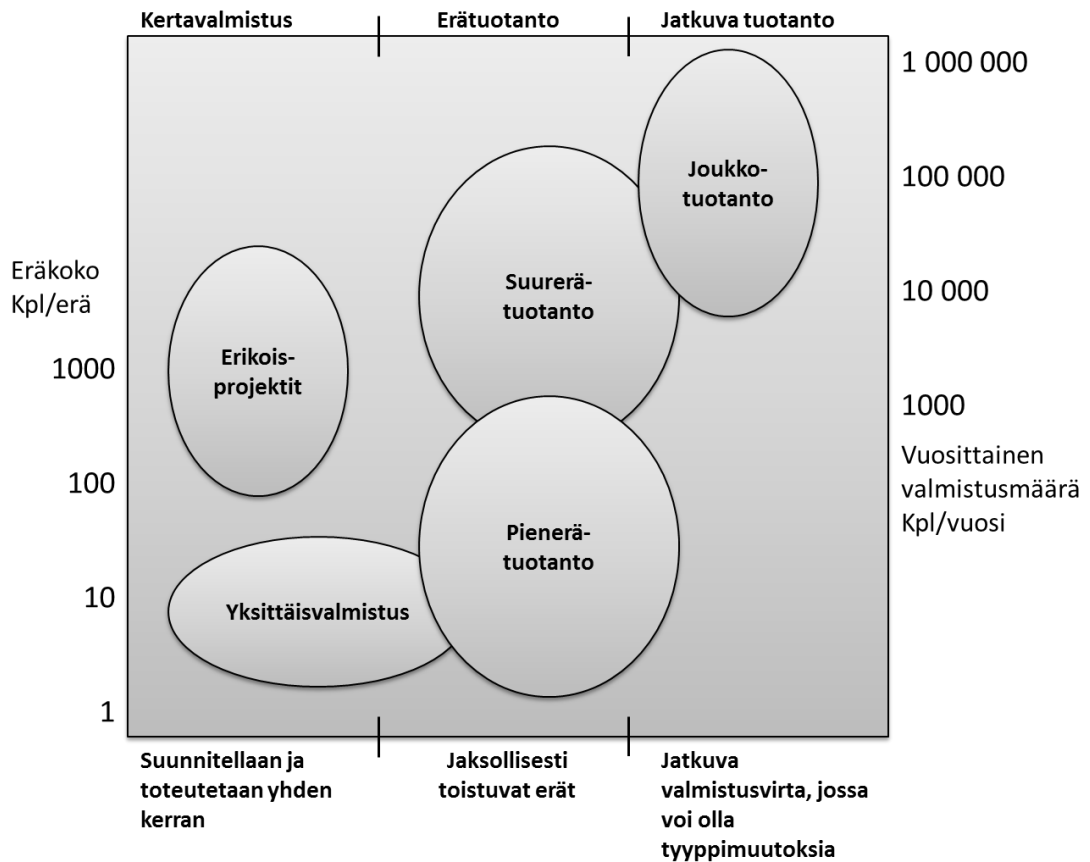 Kertavalmistus
Erätuotanto
Jatkuva tuotanto
1 000 000
100 000
10 000
1000
Vuosittainen
valmistusmäärä
Kpl/vuosi
Eräkoko
Kpl/erä
1000
100
10
1
Joukko-
tuotanto
Suurerä-
tuotanto
Erikois-
projektit
Pienerä-
tuotanto
Yksittäisvalmistus
Suunnitellaan ja
toteutetaan yhden
kerran
Jaksollisesti
toistuvat erät
Jatkuva
valmistusvirta, jossa
voi olla
tyyppimuutoksia